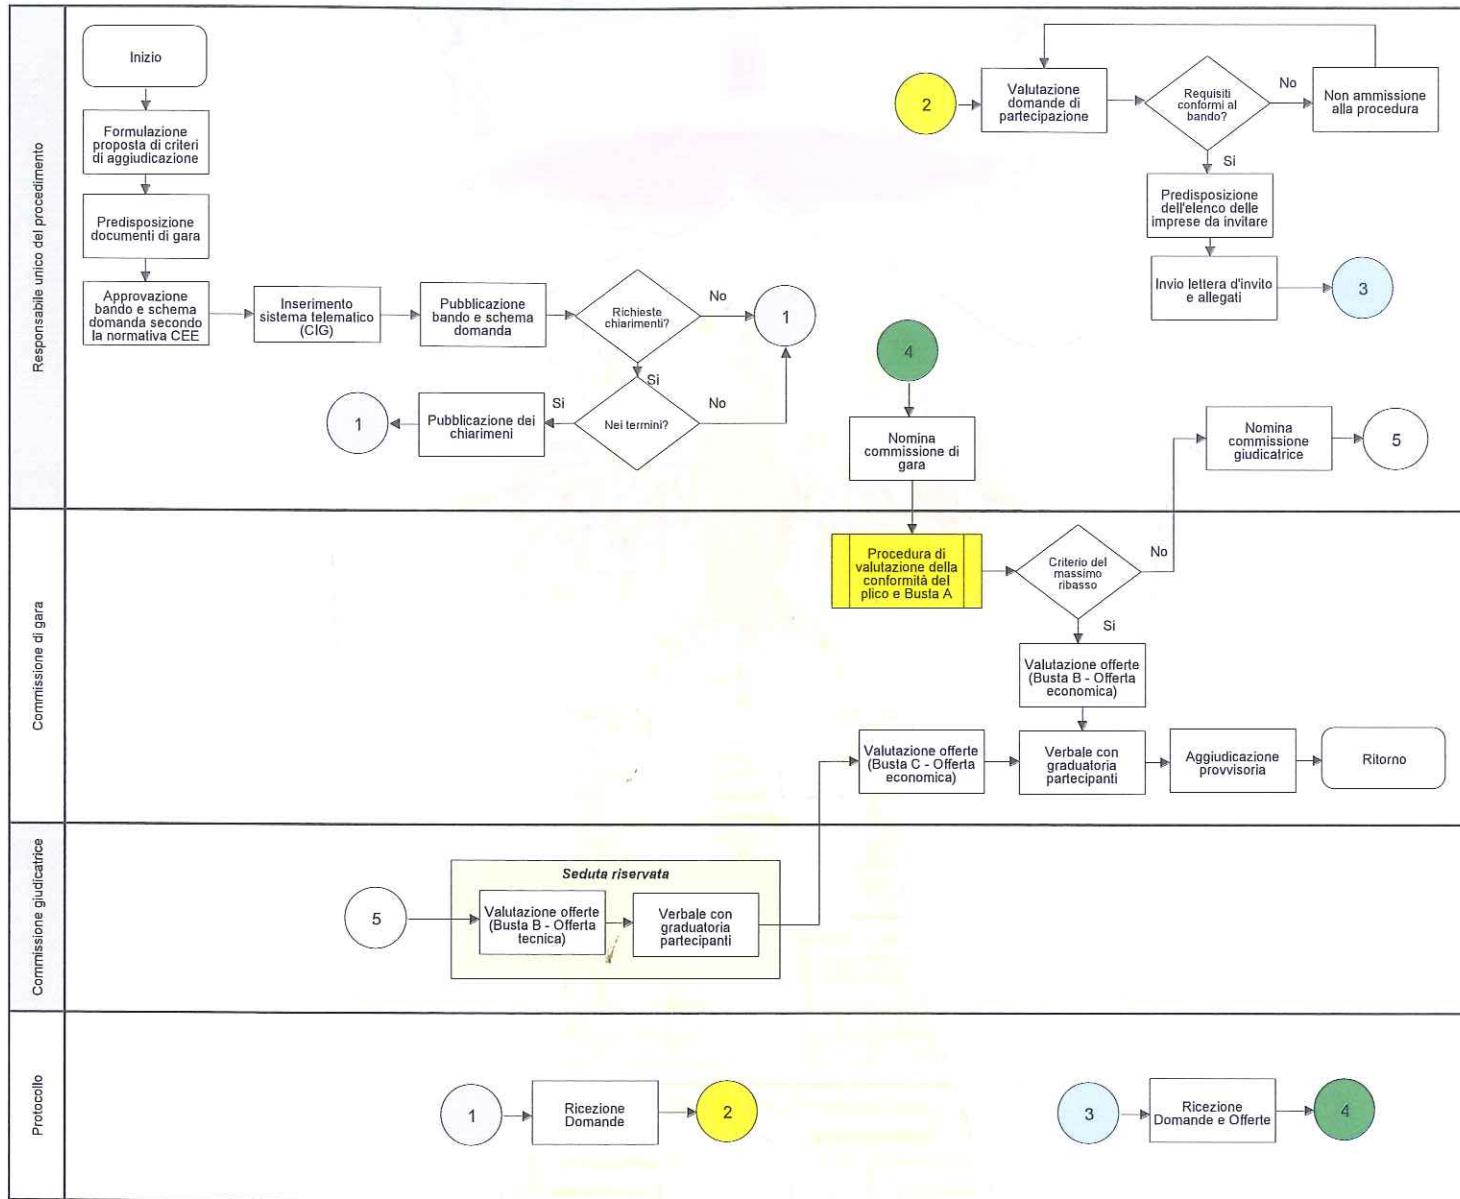 Responsabile unico del procedimento
Inizio
Formulazione
proposta di criteri
di aggiudicazione
Predisposizione
documenti di gara
Approvazione
bando e schema
domanda secondo
la normativa CEE
Inserimento
sistema telematico
(CIG)
Pubblicazione
bando e schema
domanda
Richieste
chiarimenti?
No
1
Si
Nei termini?
No
Si
Pubblicazione dei
chiarimeni
1
2
Valutazione
domande di
partecipazione
Requisiti
conformi al
bando?
No
Non ammissione
alla procedura
Si
Predisposizione
dell'elenco delle
imprese da invitare
Invio lettera d'invito
e allegati
3
4
Nomina
commissione di
gara
Nomina
commissione
giudicatrice
5
Commissione di gara
Procedura di
valutazione della
conformità del
plico e Busta A
Criterio del
massimo
ribasso
No
Si
Valutazione offerte
(Busta B - Offerta
economica)
Valutazione offerte
(Busta C - Offerta
economica)
Verbale con
graduatoria
partecipanti
Aggiudicazione
provvisoria
Ritorno
Commissione giudicatrice
5
Seduta riservata
Valutazione offerte
(Busta B - Offerta
tecnica)
Verbale con
graduatoria
partecipanti
Protocollo
1
Ricezione
Domande
2
3
Ricezione
Domande e Offerte
4